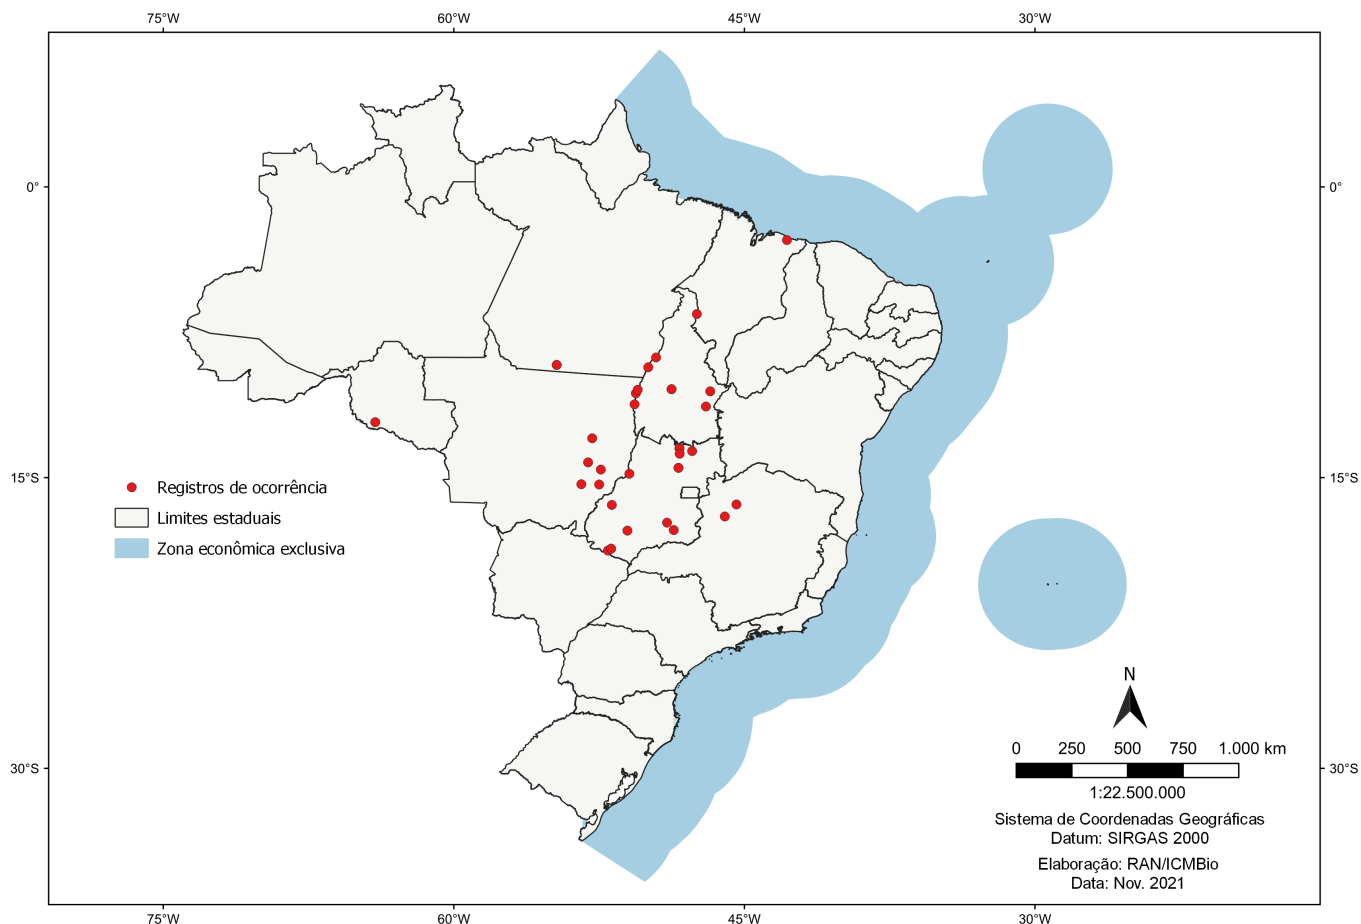 75°W
60°W
45°W
30°W
0°
0°
15°S
15°S
30°S
30°S
Registros de ocorrência
Limites estaduais
Zona econômica exclusiva
N
0 250 500 750 1.000 km
1:22.500.000
Sistema de Coordenadas Geográficas
Datum: SIRGAS 2000
Elaboração: RAN/ICMBio
Data: Nov. 2021
75°W
60°W
45°W
30°W